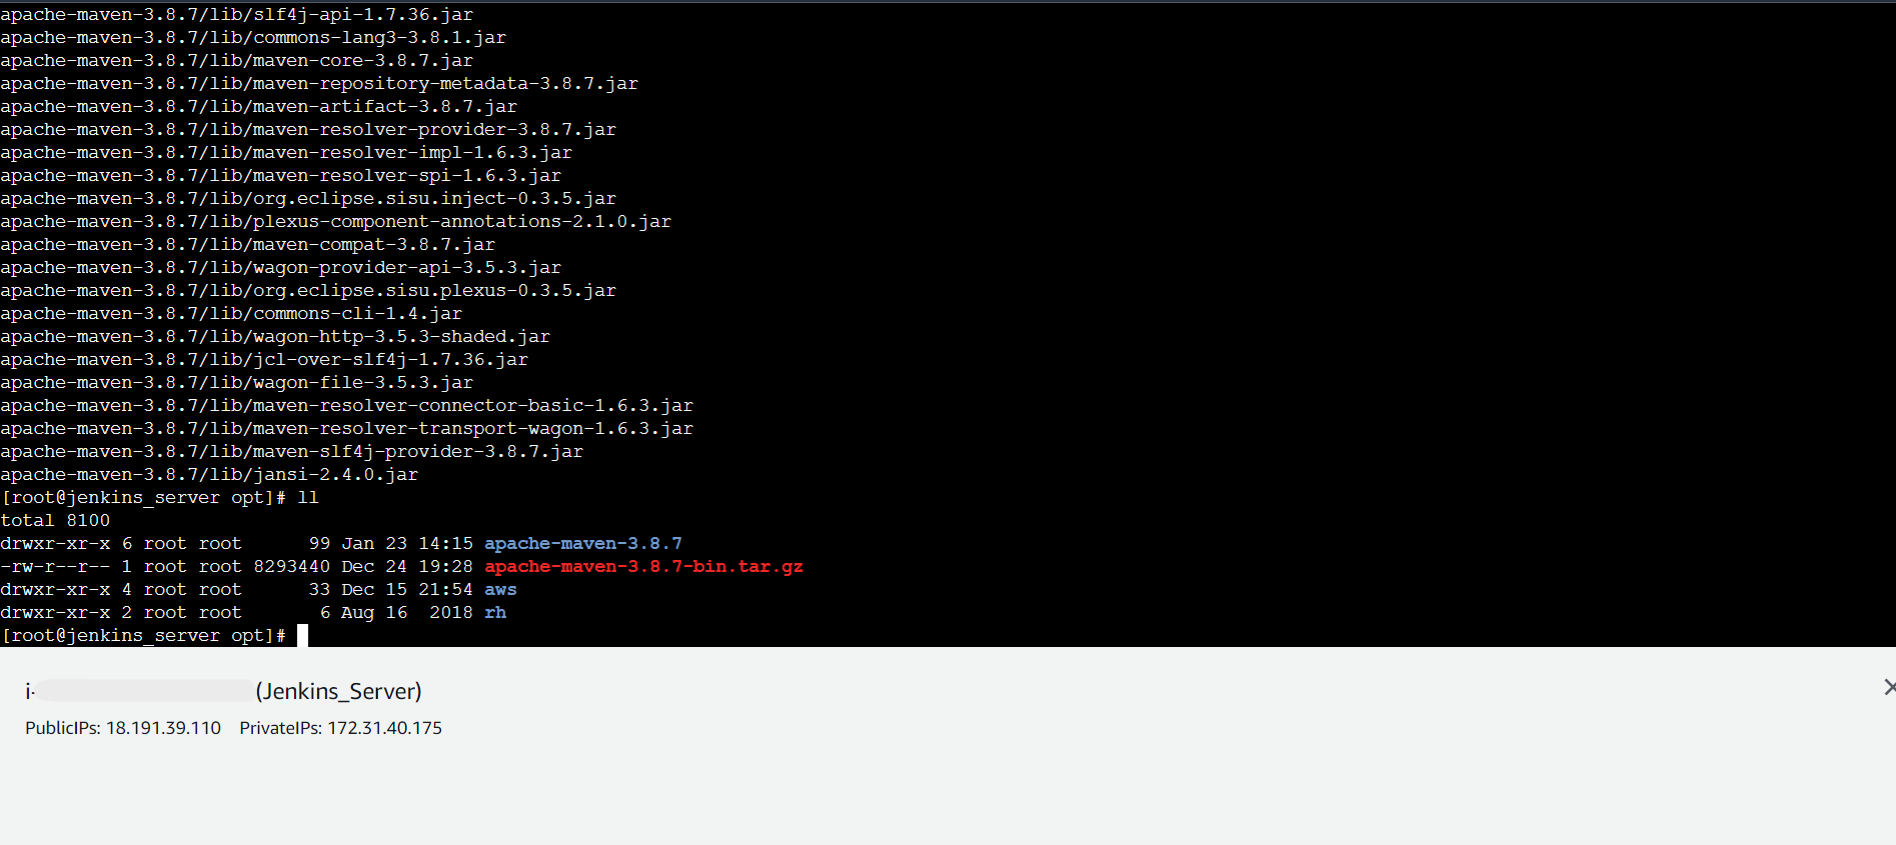 apache-maven-3.8.7/lib/slf4j-api-1.7.36.jar
apache-maven-3.8.7/lib/commons-lang3-3.8.1.jar
apache-maven-3.8.7/lib/maven-core-3.8.7.jar
apache-maven-3.8.7/lib/maven-repository-metadata-3.8.7.jar
apache-maven-3.8.7/lib/maven-artifact-3.8.7.jar
apache-maven-3.8.7/lib/maven-resolver-provider-3.8.7.jar
apache-maven-3.8.7/lib/maven-resolver-impl-1.6.3.jar
apache-maven-3.8.7/lib/maven-resolver-spi-1.6.3.jar
apache-maven-3.8.7/lib/org.eclipse.sisu.inject-0.3.5.jar
apache-maven-3.8.7/lib/plexus-component-annotations-2.1.0.jar
apache-maven-3.8.7/lib/maven-compat-3.8.7.jar
apache-maven-3.8.7/lib/wagon-provider-api-3.5.3.jar
apache-maven-3.8.7/lib/org.eclipse.sisu.plexus-0.3.5.jar
apache-maven-3.8.7/lib/commons-cli-1.4.jar
apache-maven-3.8.7/lib/wagon-http-3.5.3-shaded.jar
apache-maven-3.8.7/lib/jcl-over-slf4j-1.7.36.jar
apache-maven-3.8.7/lib/wagon-file-3.5.3.jar
apache-maven-3.8.7/lib/maven-resolver-connector-basic-1.6.3.jar
apache-maven-3.8.7/lib/maven-resolver-transport-wagon-1.6.3.jar
apache-maven-3.8.7/lib/maven-slf4j-provider-3.8.7.jar
apache-maven-3.8.7/lib/jansi-2.4.0.jar
[root@jenkins_server opt]# ll
total 8100
drwxr-xr-x 6 root root      99 Jan 23 14:15 apache-maven-3.8.7
-rw-r--r-- 1 root root 8293440 Dec 24 19:28 apache-maven-3.8.7-bin.tar.gz
drwxr-xr-x 4 root root      33 Dec 15 21:54 aws
drwxr-xr-x 2 root root       6 Aug 16  2018 rh
[root@jenkins_server opt]#
i- (Jenkins_Server)
PublicIPs: 18.191.39.110 PrivateIPs: 172.31.40.175